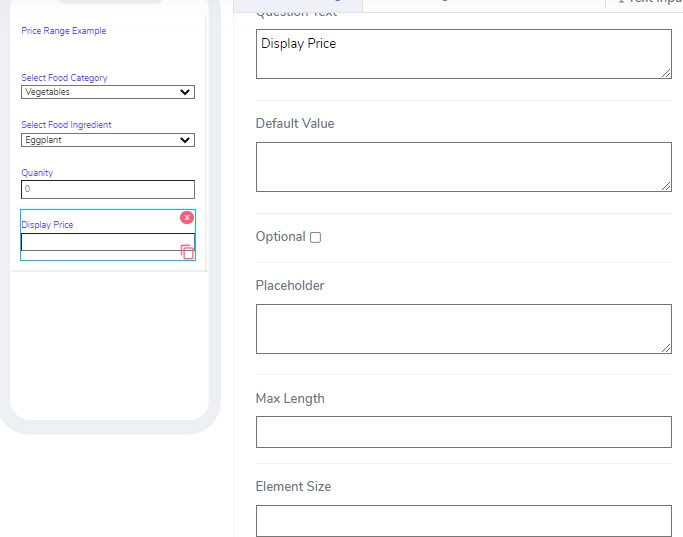 Price Range Example
Select Food Category
Vegetables
Select Food Ingredient
Eggplant
Quanity
0
Display Price
Question Text
Display Price
Default Value
Optional
Placeholder
Max Length
Element Size